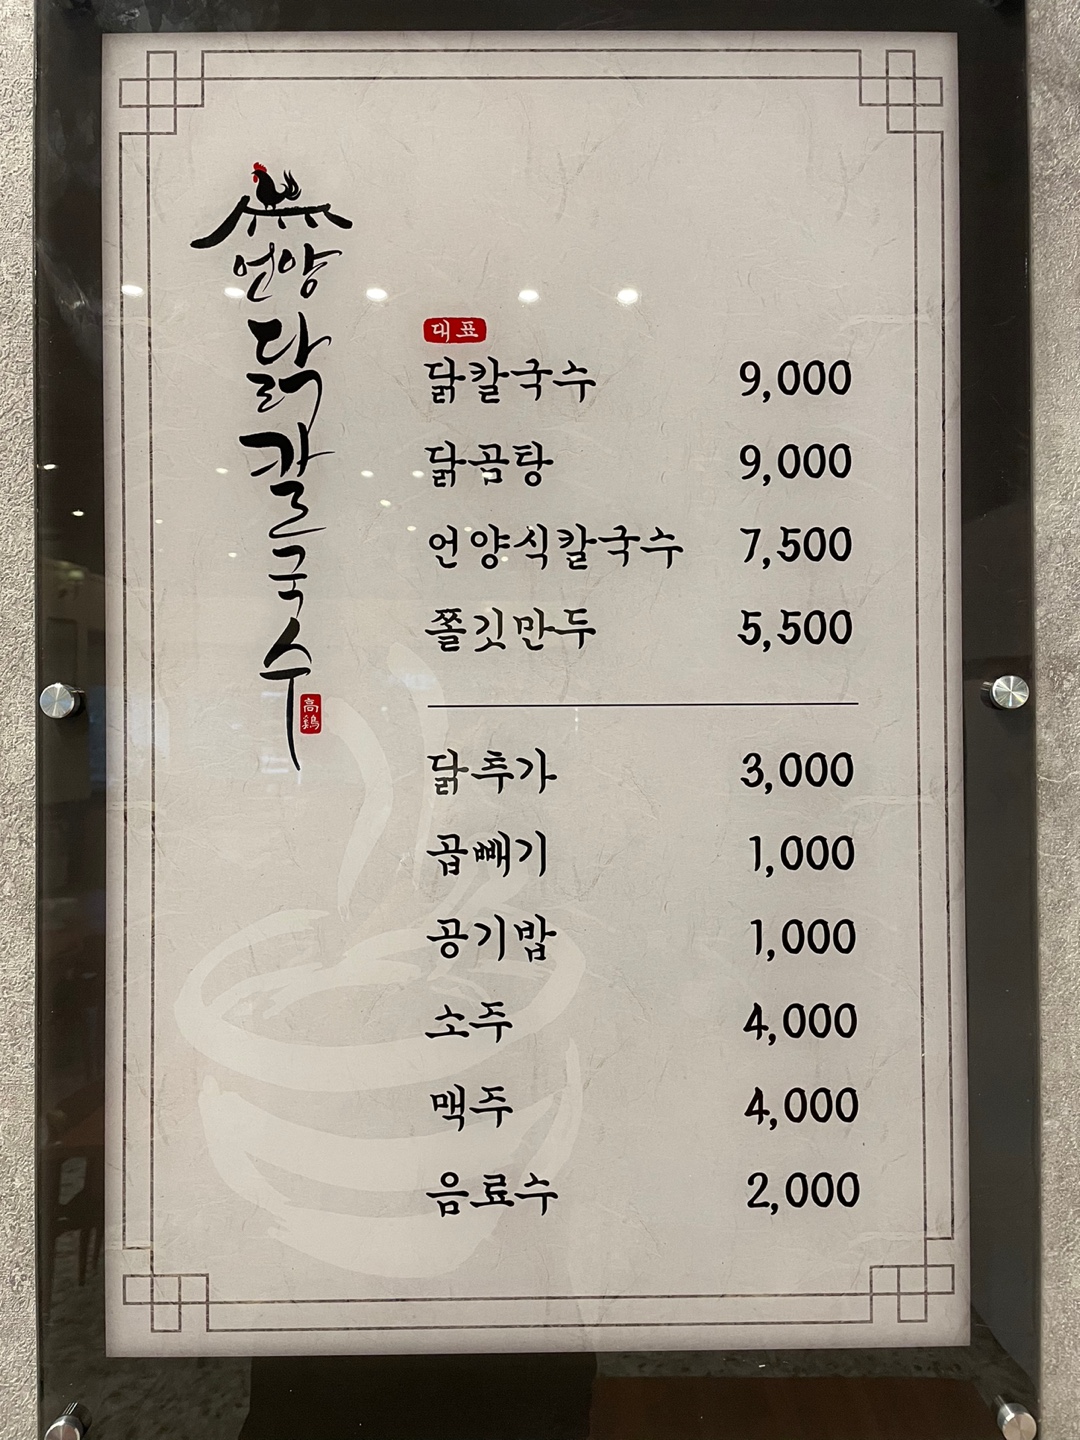 언양
닭
칼
국
수
高
鷄
대표
닭칼국수 9,000
닭곰탕 9,000
언양식칼국수 7,500
쫄깃만두 5,500
닭추가 3,000
곱빼기 1,000
공기밥 1,000
소주 4,000
맥주 4,000
음료수 2,000